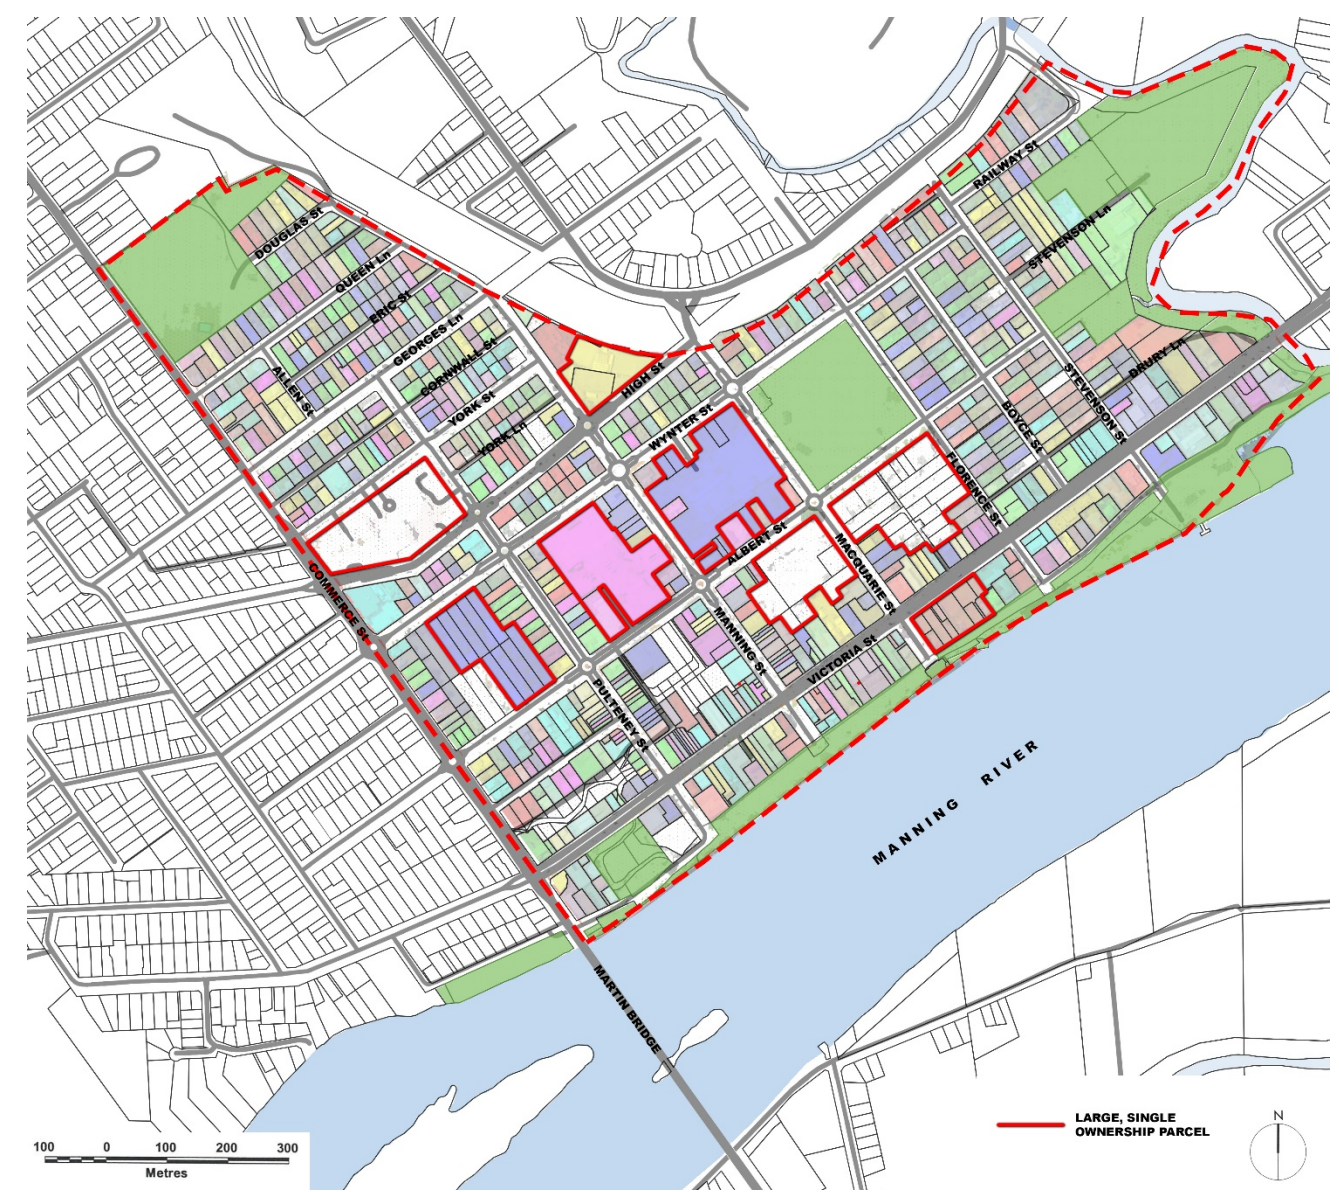 RAILWAY St
DOUGLAS St
STEVENSON Ln
QUEEN Ln
ERIC St
GEORGES Ln
CORNWALL St
ALLEN St
HIGH St
DRURY Ln
YORK St
STEVENSON St
WYNTER St
BOYCE St
YORK Ln
FLORENCE St
ALBERT St
MACQUARIE St
COMMERCE St
MANNING St
VICTORIA St
PULTENEY St
MANNING RIVER
MARTIN BRIDGE
LARGE, SINGLE
OWNERSHIP PARCEL
N
100 0 100 200 300
Metres